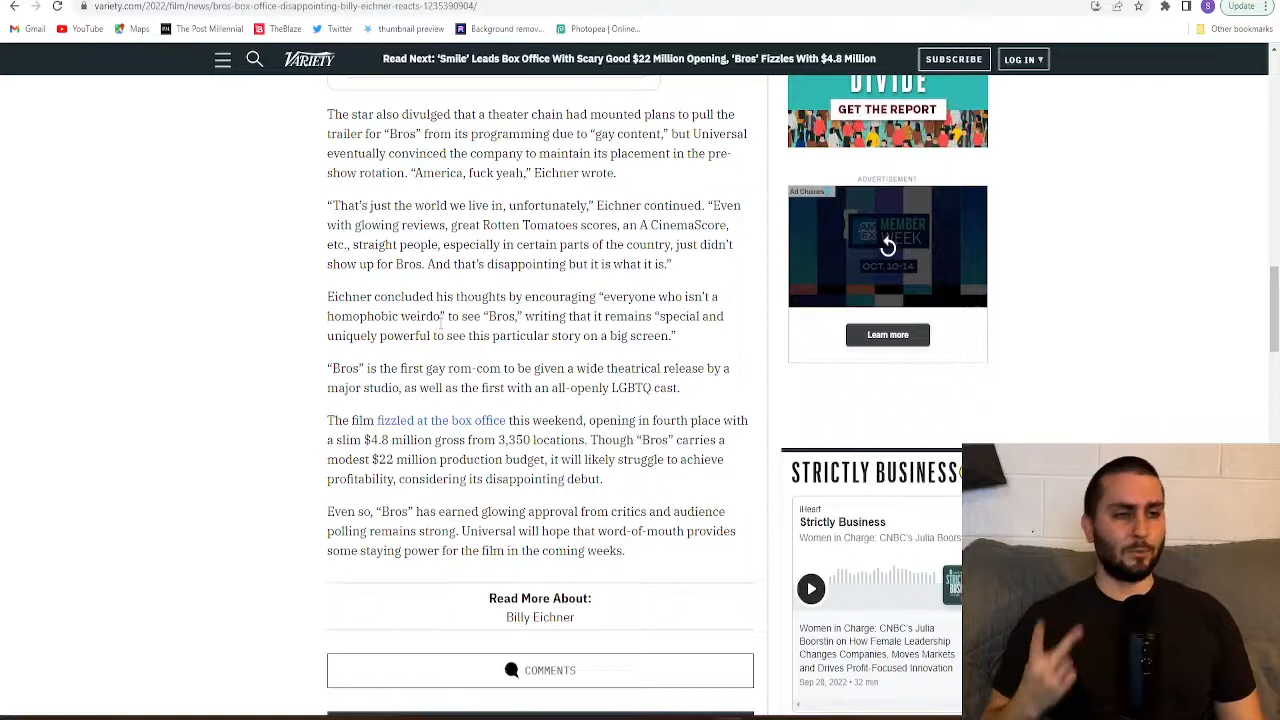 variety.com/2022/film/news/bros-box-office-disappointing-billy-eichner-reacts-1235390904/
Update
Gmail
YouTube
Maps
The Post Millennial
TheBlaze
Twitter
thumbnail preview
Background remov...
Photopea | Online...
Other bookmarks
VARIETY
Read Next: ‘Smile’ Leads Box Office With Scary Good $22 Million Opening, ‘Bros’ Fizzles With $4.8 Million
SUBSCRIBE
LOG IN
The star also divulged that a theater chain had mounted plans to pull the
trailer for “Bros” from its programming due to “gay content,” but Universal
eventually convinced the company to maintain its placement in the pre-
show rotation. “America, fuck yeah,” Eichner wrote.
“That’s just the world we live in, unfortunately,” Eichner continued. “Even
with glowing reviews, great Rotten Tomatoes scores, an A CinemaScore,
etc., straight people, especially in certain parts of the country, just didn’t
show up for Bros. And that’s disappointing but it is what it is.”
Eichner concluded his thoughts by encouraging “everyone who isn’t a
homophobic weirdo” to see “Bros,” writing that it remains “special and
uniquely powerful to see this particular story on a big screen.”
“Bros” is the first gay rom-com to be given a wide theatrical release by a
major studio, as well as the first with an all-openly LGBTQ cast.
The film fizzled at the box office this weekend, opening in fourth place with
a slim $4.8 million gross from 3,350 locations. Though “Bros” carries a
modest $22 million production budget, it will likely struggle to achieve
profitability, considering its disappointing debut.
Even so, “Bros” has earned glowing approval from critics and audience
polling remains strong. Universal will hope that word-of-mouth provides
some staying power for the film in the coming weeks.
Read More About:
Billy Eichner
COMMENTS
DIVIDE
GET THE REPORT
ADVERTISEMENT
Ad Choices
MEMBER
WEEK
OCT. 10-14
Learn more
STRICTLY BUSINESS
iHeart
Strictly Business
Women in Charge: CNBC's Julia Boors
Women in Charge: CNBC's Julia
Boorstin on How Female Leadership
Changes Companies, Moves Markets
and Drives Profit-Focused Innovation
Sep 28, 2022 • 32 min